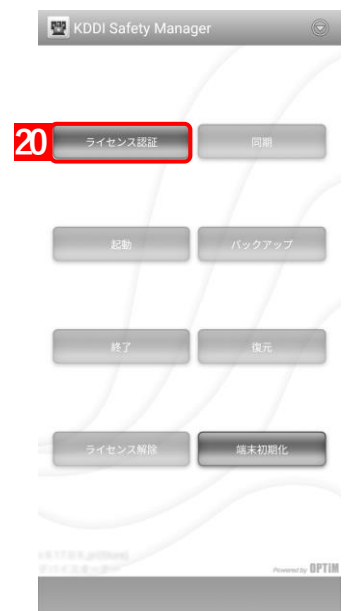 KDDI Safety Manager
20 ライセンス認証 同期
起動 バックアップ
終了 復元
ライセンス解除 端末初期化
Powered by OPTiM